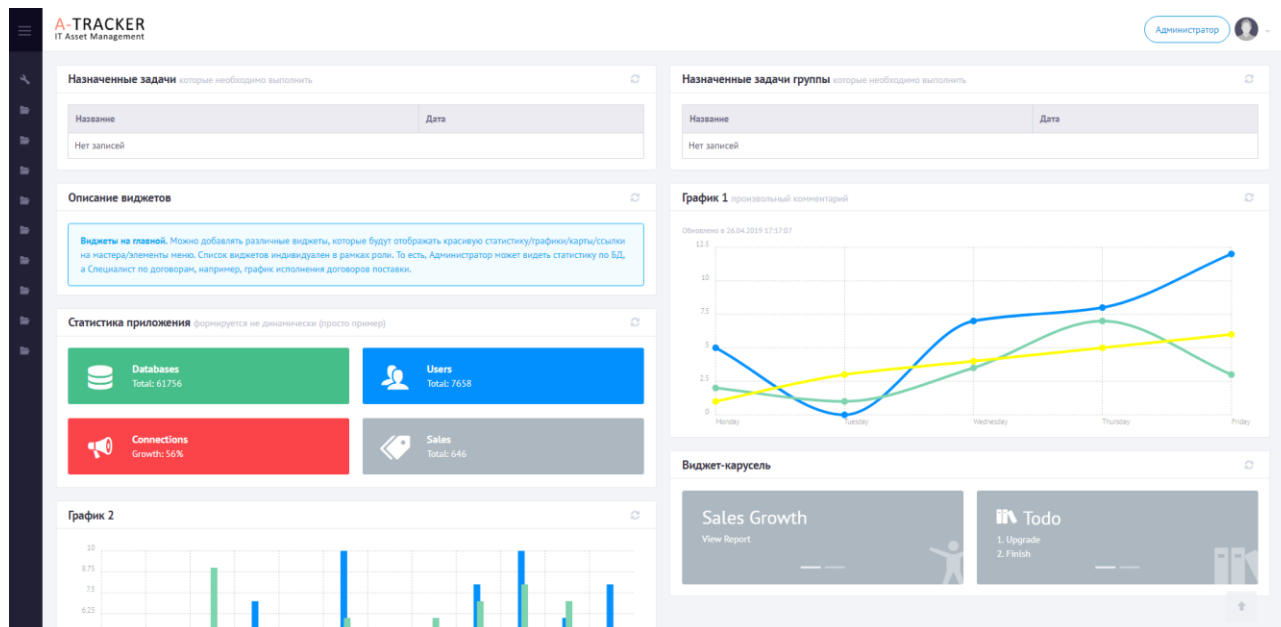 A-TRACKER
IT Asset Management
Администратор
Назначенные задачи которые необходимо выполнить
Название Дата
Нет записей
Назначенные задачи группы которые необходимо выполнить
Название Дата
Нет записей
Описание виджетов
Виджеты на главной. Можно добавлять различные виджеты, которые будут отображать красивую статистику/графики/карты/ссылки
на мастера/элементы меню. Список виджетов индивидуален в рамках роли. То есть, Администратор может видеть статистику по БД,
а Специалист по договорам, например, график исполнения договоров поставки.
График 1 произвольный комментарий
Обновлено в 26.04.2019 17:17:07
12.5
10
7.5
5
2.5
0
Monday Tuesday Wednesday Thursday Friday
Статистика приложения формируется не динамически (просто пример)
Databases
Total: 61756
Users
Total: 7658
Connections
Growth: 56%
Sales
Total: 646
Виджет-карусель
Sales Growth
View Report
Todo
1. Upgrade
2. Finish
График 2
10
8.75
7.5
6.25